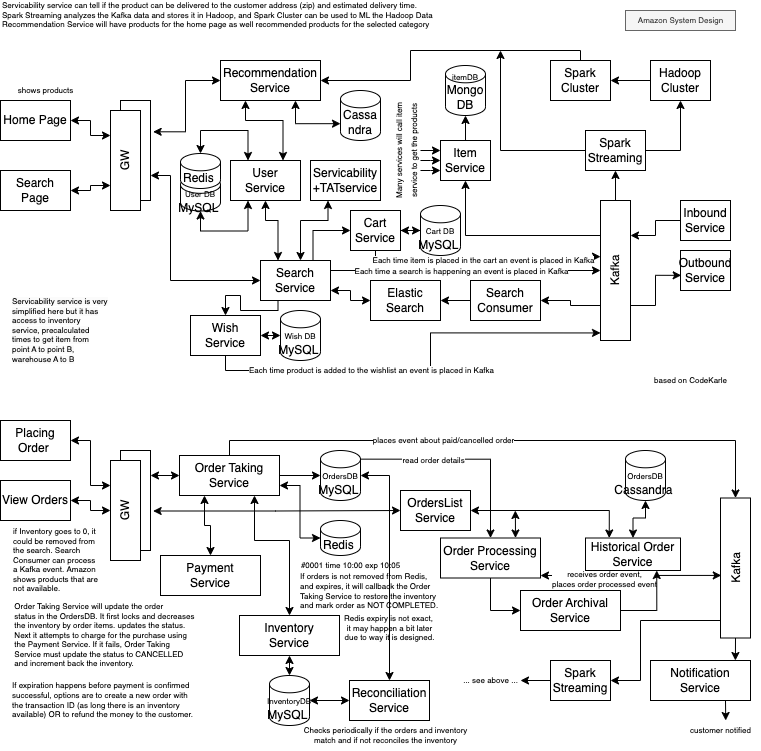 Servicability service can tell if the product can be delivered to the customer address (zip) and estimated delivery time.
Spark Streaming analyzes the Kafka data and stores it in Hadoop, and Spark Cluster can be used to ML the Hadoop Data
Recommendation Service will have products for the home page as well recommended products for the selected category
Amazon System Design
shows products
Home Page
Search
Page
GW
Recommendation
Service
Cassa
ndra
Redis
User DB
MySQL
User
Service
Servicability
+TATservice
Many services will call item
service to get the products
itemDB
Mongo
DB
Item
Service
Spark
Cluster
Hadoop
Cluster
Spark
Streaming
Cart
Service
Cart DB
MySQL
Each time item is placed in the cart an event is placed in Kafka
Each time a search is happening an event is placed in Kafka
Search
Service
Elastic
Search
Search
Consumer
Kafka
Inbound
Service
Outbound
Service
Servicability service is very
simplified here but it has
access to inventory
service, precalculated
times to get item from
point A to point B,
warehouse A to B
Wish
Service
Wish DB
MySQL
Each time product is added to the wishlist an event is placed in Kafka
based on CodeKarle
Placing
Order
View Orders
GW
places event about paid/cancelled order
Order Taking
Service
OrdersDB
MySQL
read order details
OrdersDB
Cassandra
OrdersList
Service
Redis
Order Processing
Service
Historical Order
Service
Kafka
if Inventory goes to 0, it
could be removed from
the search. Search
Consumer can process
a Kafka event. Amazon
shows products that are
not available.
Payment
Service
#0001 time 10:00 exp 10:05
If orders is not removed from Redis,
and expires, it will callback the Order
Taking Service to restore the inventory
and mark order as NOT COMPLETED.
receives order event,
places order processed event
Order Archival
Service
Order Taking Service will update the order
status in the OrdersDB. It first locks and decreases
the inventory by order items. updates the status.
Next it attempts to charge for the purchase using
the Payment Service. If it fails, Order Taking
Service must update the status to CANCELLED
and increment back the inventory.
Inventory
Service
Redis expiry is not exact,
it may happen a bit later
due to way it is designed.
If expiration happens before payment is confirmed
successful, options are to create a new order with
the transaction ID (as long there is an inventory
available) OR to refund the money to the customer.
InventoryDB
MySQL
Reconciliation
Service
... see above ...
Spark
Streaming
Notification
Service
Checks periodically if the orders and inventory
match and if not reconciles the inventory
customer notified